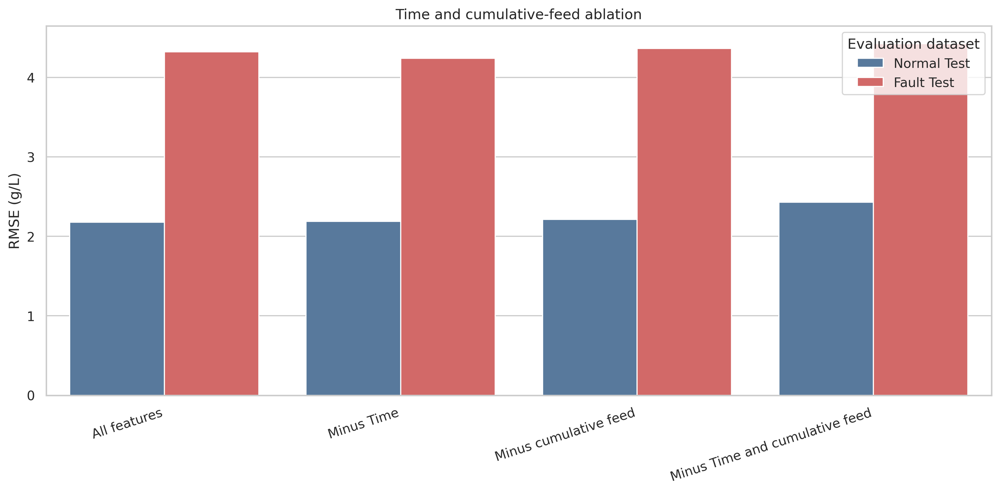 Time and cumulative-feed ablation
Evaluation dataset
Normal Test
Fault Test
RMSE (g/L)
4
3
2
1
0
All features
Minus Time
Minus cumulative feed
Minus Time and cumulative feed